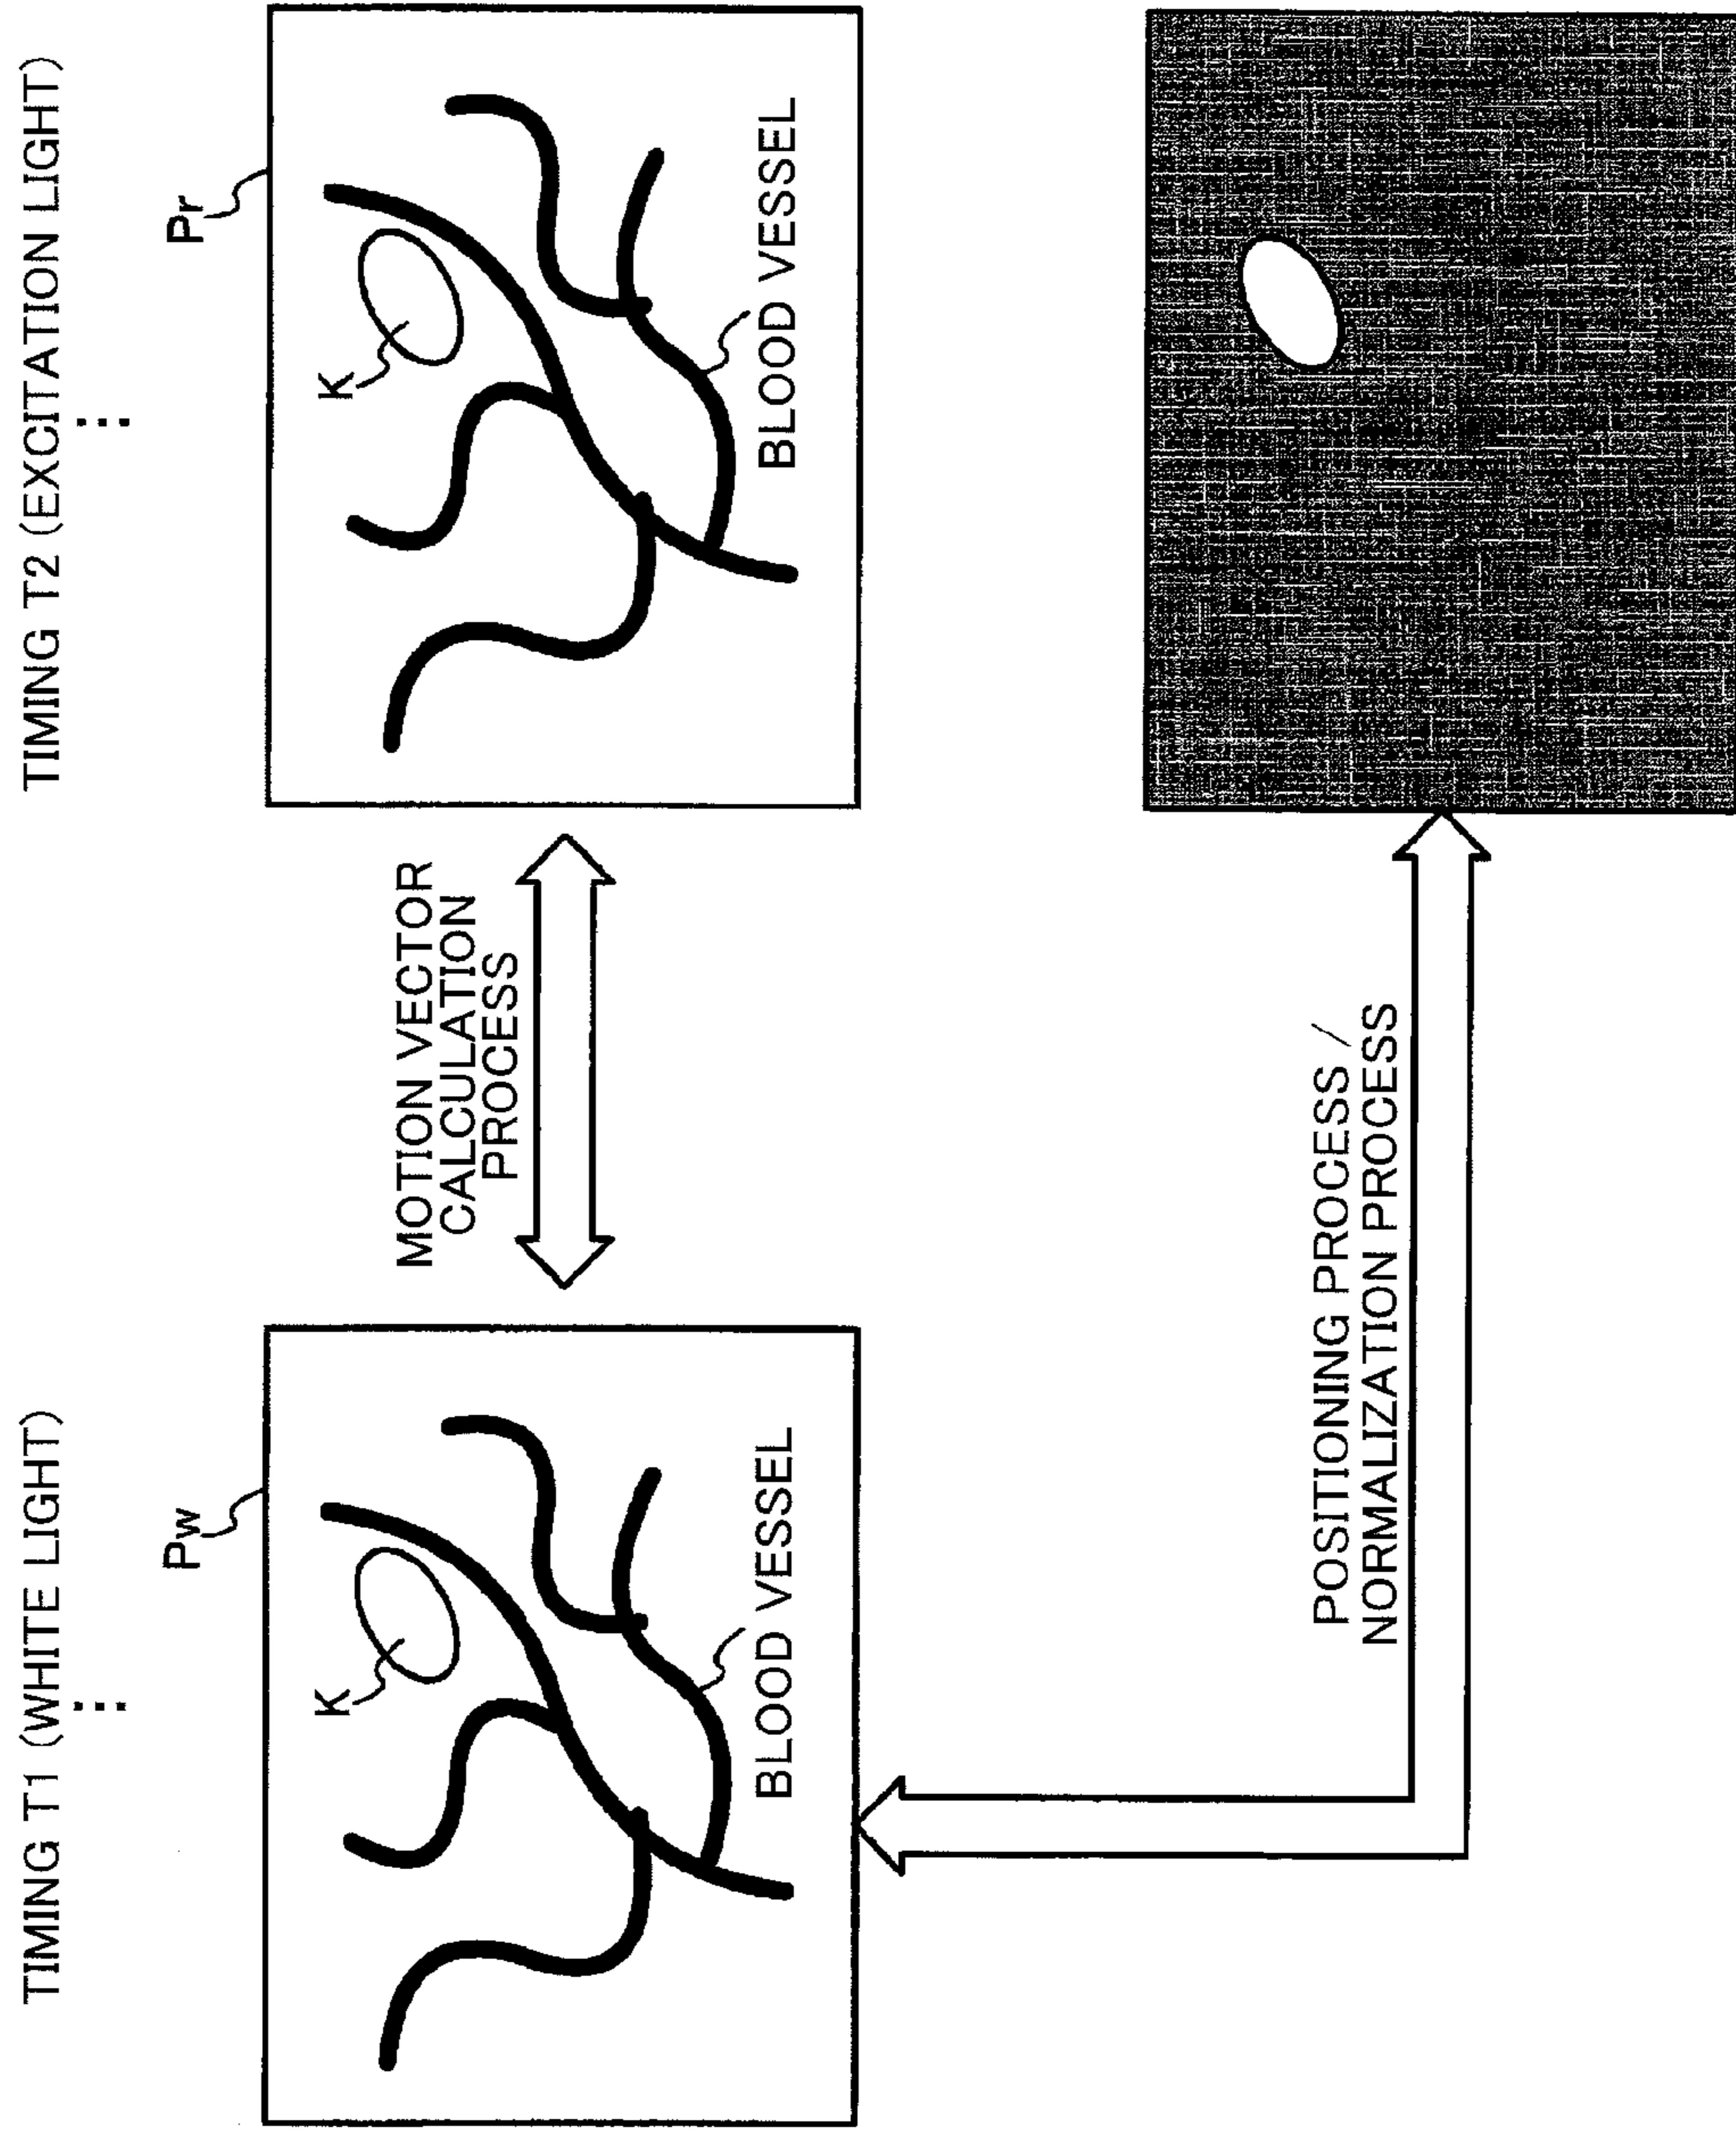 TIMING T1 (WHITE LIGHT)
TIMING T2 (EXCITATION LIGHT)
Pw
Pr
K
BLOOD VESSEL
MOTION VECTOR
CALCULATION
PROCESS
K
BLOOD VESSEL
POSITIONING PROCESS /
NORMALIZATION PROCESS